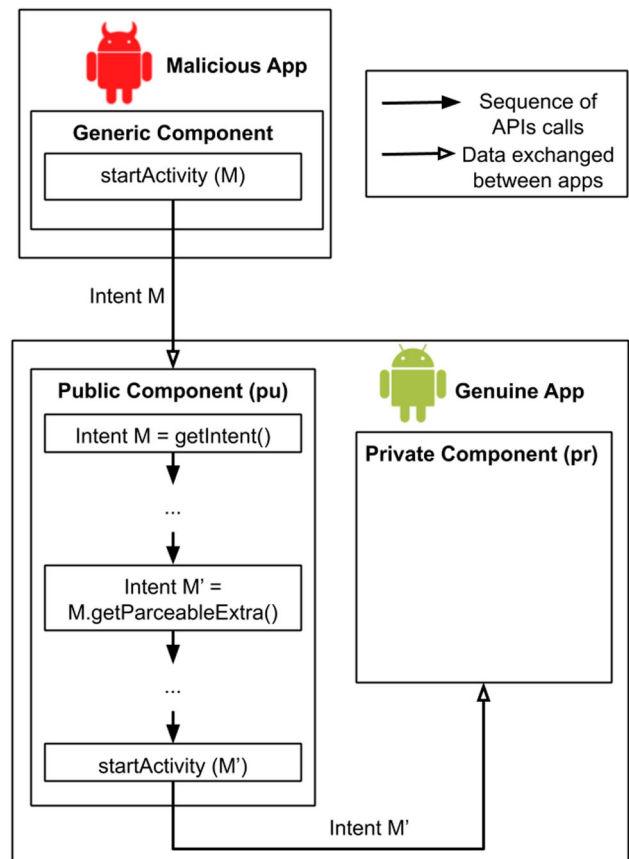 Malicious App
Generic Component
startActivity (M)
Sequence of
APIs calls
Data exchanged
between apps
Intent M
Genuine App
Public Component (pu)
Intent M = getIntent()
...
Intent M’ =
M.getParceableExtra()
...
startActivity (M’)
Private Component (pr)
Intent M’